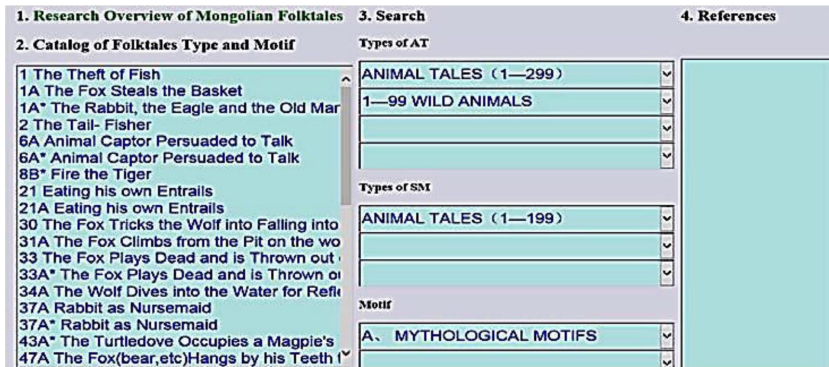 1. Research Overview of Mongolian Folktales
2. Catalog of Folktales Type and Motif
1 The Theft of Fish
1A The Fox Steals the Basket
1A* The Rabbit, the Eagle and the Old Mar
2 The Tail- Fisher
6A Animal Captor Persuaded to Talk
6A* Animal Captor Persuaded to Talk
8B* Fire the Tiger
21 Eating his own Entrails
21A Eating his own Entrails
30 The Fox Tricks the Wolf into Falling into
31A The Fox Climbs from the Pit on the wo
33 The Fox Plays Dead and is Thrown out
33A* The Fox Plays Dead and is Thrown
34A The Wolf Dives into the Water for Refle
37A Rabbit as Nursemaid
37A* Rabbit as Nursemaid
43A* The Turtledove Occupies a Magpie's
47A The Fox(bear,etc)Hangs by his Teeth
3. Search
Types of AT
ANIMAL TALES（1—299）
1—99 WILD ANIMALS
Types of SM
ANIMAL TALES（1—199）
Motif
A、 MYTHOLOGICAL MOTIFS
4. References